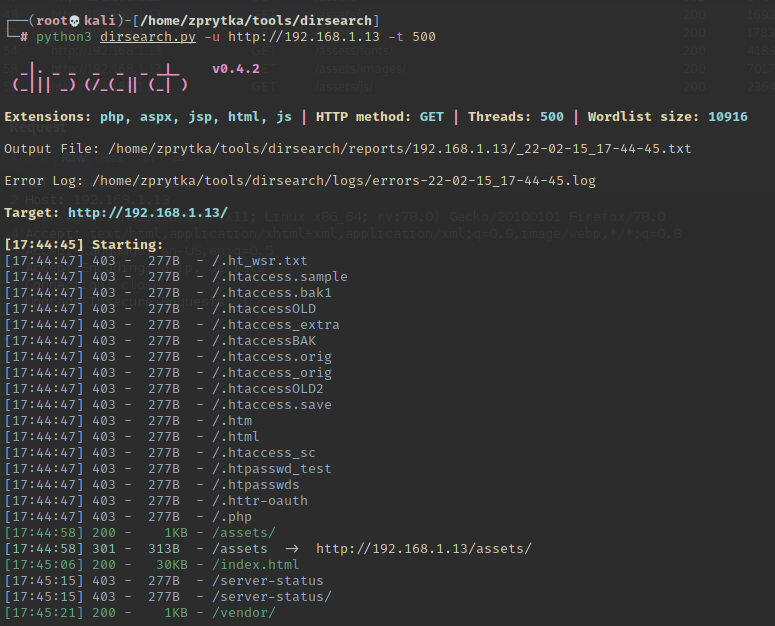 ┌──(root💀kali)-[/home/zprytka/tools/dirsearch]
└─# python3 dirsearch.py -u http://192.168.1.13 -t 500
v0.4.2
Extensions: php, aspx, jsp, html, js | HTTP method: GET | Threads: 500 | Wordlist size: 10916
Output File: /home/zprytka/tools/dirsearch/reports/192.168.1.13/_22-02-15_17-44-45.txt
Error Log: /home/zprytka/tools/dirsearch/logs/errors-22-02-15_17-44-45.log
Target: http://192.168.1.13/
[17:44:45] Starting:
[17:44:47] 403 -  277B  - /.ht_wsr.txt
[17:44:47] 403 -  277B  - /.htaccess.sample
[17:44:47] 403 -  277B  - /.htaccess.bak1
[17:44:47] 403 -  277B  - /.htaccessOLD
[17:44:47] 403 -  277B  - /.htaccess_extra
[17:44:47] 403 -  277B  - /.htaccessBAK
[17:44:47] 403 -  277B  - /.htaccess.orig
[17:44:47] 403 -  277B  - /.htaccess_orig
[17:44:47] 403 -  277B  - /.htaccessOLD2
[17:44:47] 403 -  277B  - /.htaccess.save
[17:44:47] 403 -  277B  - /.htm
[17:44:47] 403 -  277B  - /.html
[17:44:47] 403 -  277B  - /.htaccess_sc
[17:44:47] 403 -  277B  - /.htpasswd_test
[17:44:47] 403 -  277B  - /.htpasswds
[17:44:47] 403 -  277B  - /.httr-oauth
[17:44:47] 403 -  277B  - /.php
[17:44:58] 200 -    1KB - /assets/
[17:44:58] 301 -  313B  - /assets  ->  http://192.168.1.13/assets/
[17:45:06] 200 -   30KB - /index.html
[17:45:15] 403 -  277B  - /server-status
[17:45:15] 403 -  277B  - /server-status/
[17:45:21] 200 -    1KB - /vendor/